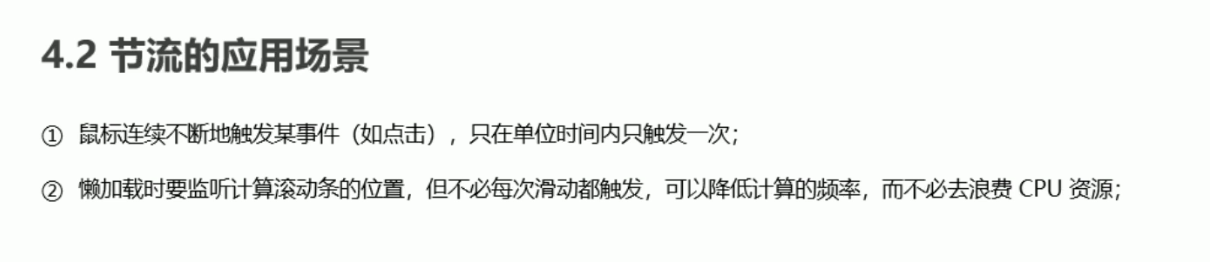 4.2 节流的应用场景
① 鼠标连续不断地触发某事件（如点击），只在单位时间内只触发一次；
② 懒加载时要监听计算滚动条的位置，但不必每次滑动都触发，可以降低计算的频率，而不必去浪费 CPU 资源；